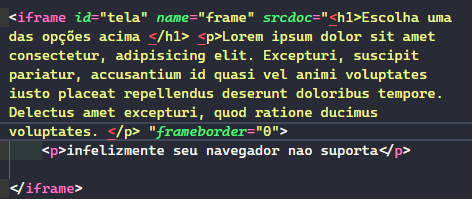 <iframe id="tela" name="frame" srcdoc="<h1>Escolha uma
das opções acima </h1> <p>Lorem ipsum dolor sit amet
consectetur, adipisicing elit. Excepturi, suscipit
pariatur, accusantium id quasi vel animi voluptates
iusto placeat repellendus deserunt doloribus tempore.
Delectus amet excepturi, quod ratione ducimus
voluptates. </p> "frameborder="0">
<p>infelizmente seu navegador nao suporta</p>
</iframe>